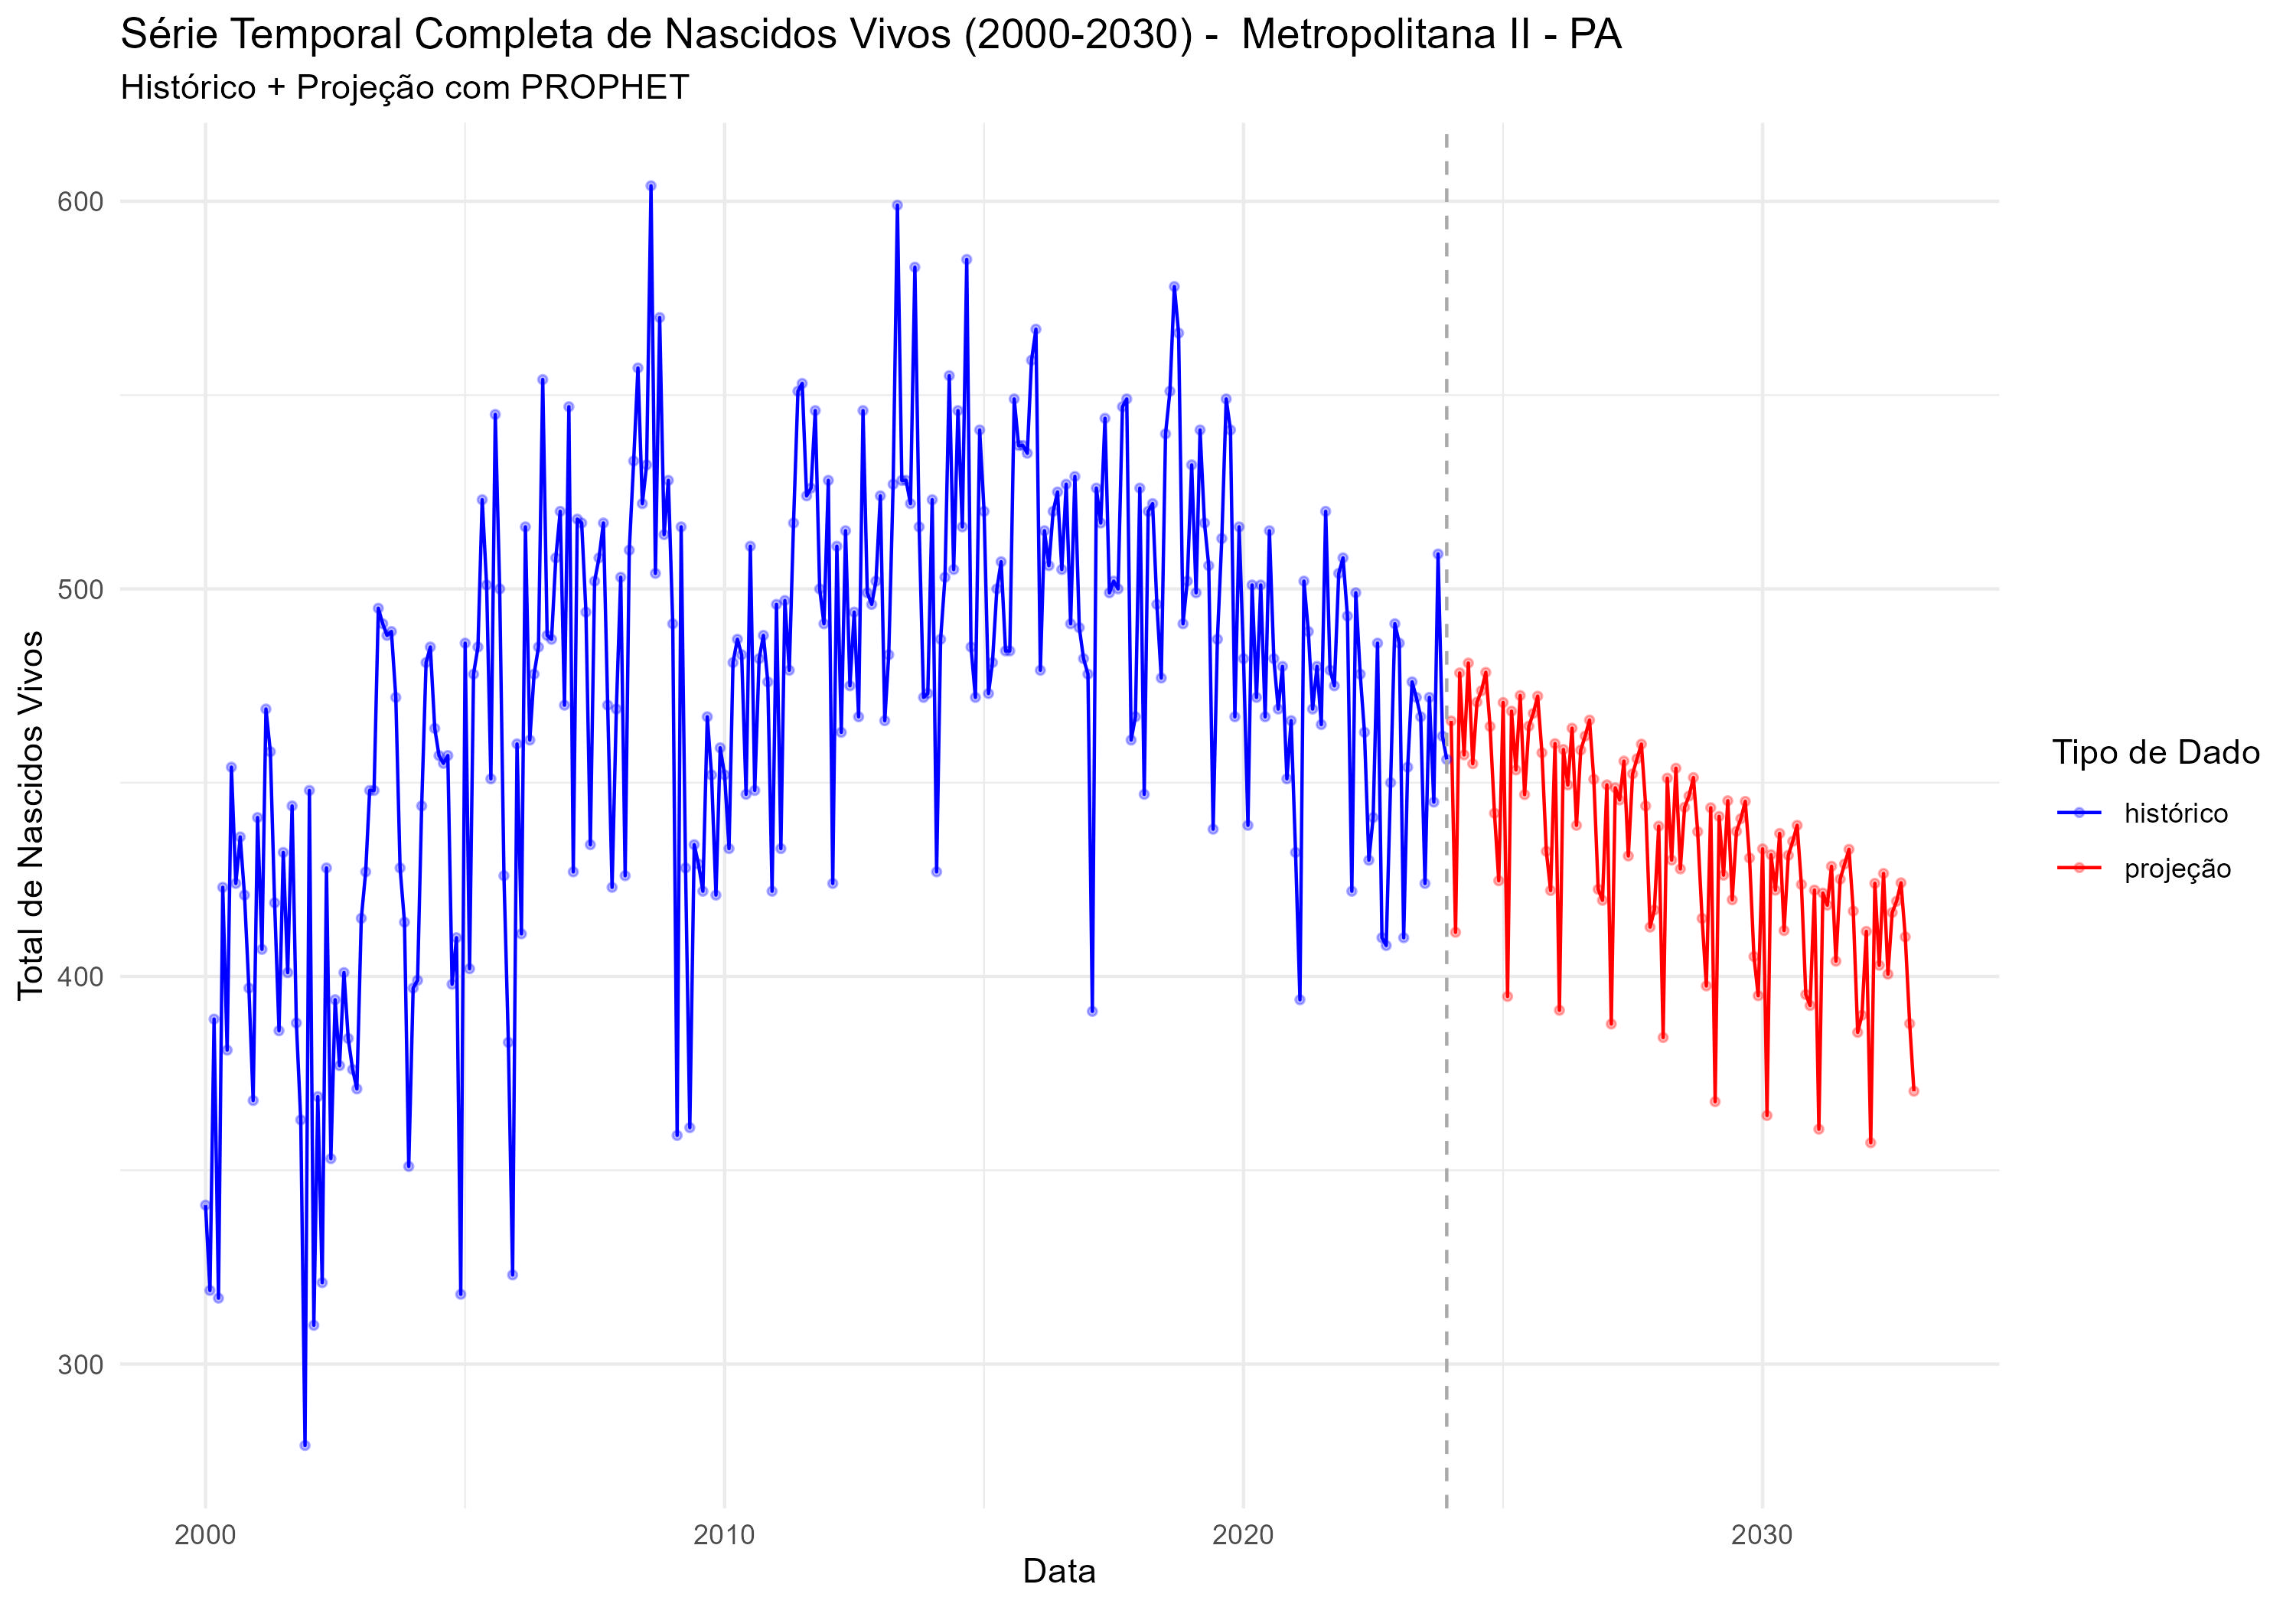 Série Temporal Completa de Nascidos Vivos (2000-2030) -  Metropolitana II - PA
Histórico + Projeção com PROPHET
Total de Nascidos Vivos
600
500
400
300
2000
2010
2020
2030
Data
Tipo de Dado
histórico
projeção